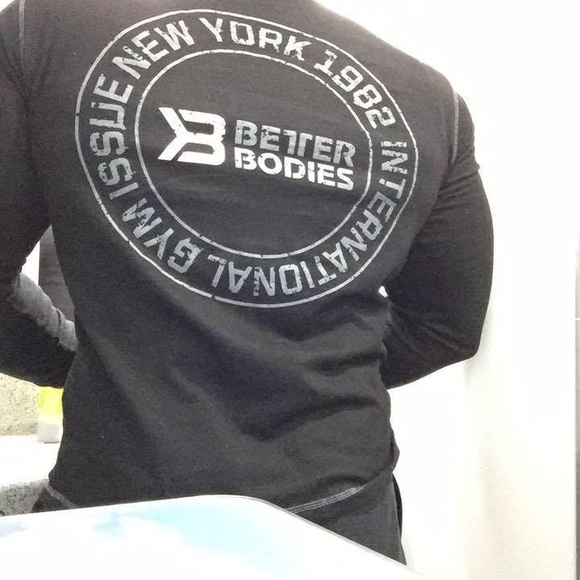 NEW YORK 1982 INTERNATIONAL GYM ISSUE
BETTER
BODIES